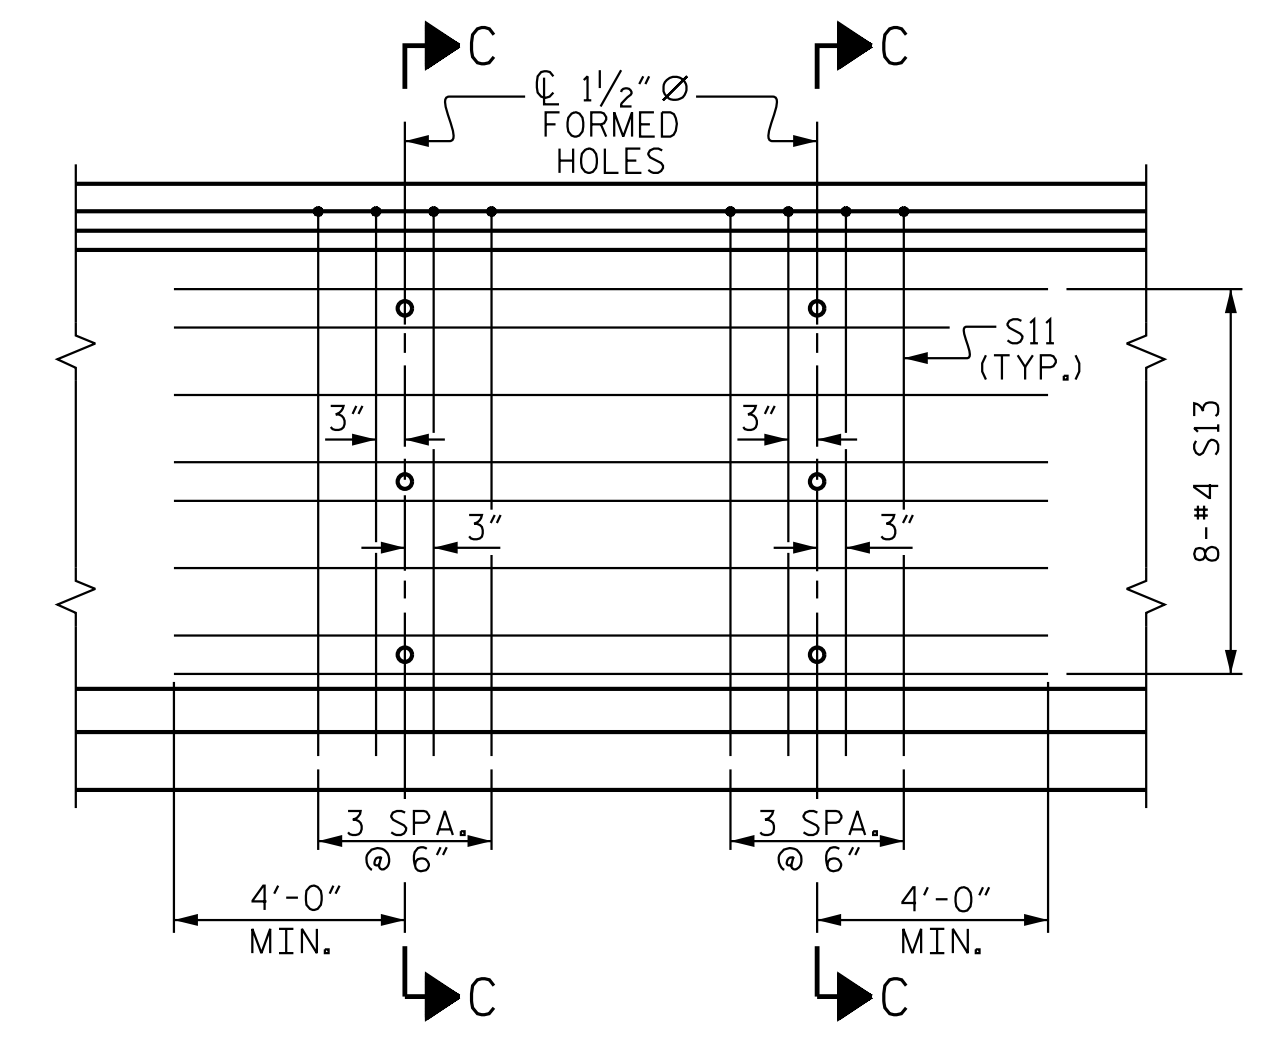 C C
℄ 1½" Ø
FORMED
HOLES
S11
(TYP.)
3" 3"
8-#4 S13
3" 3"
3 SPA. 3 SPA.
@ 6" @ 6"
4'-0" 4'-0"
MIN. MIN.
C C